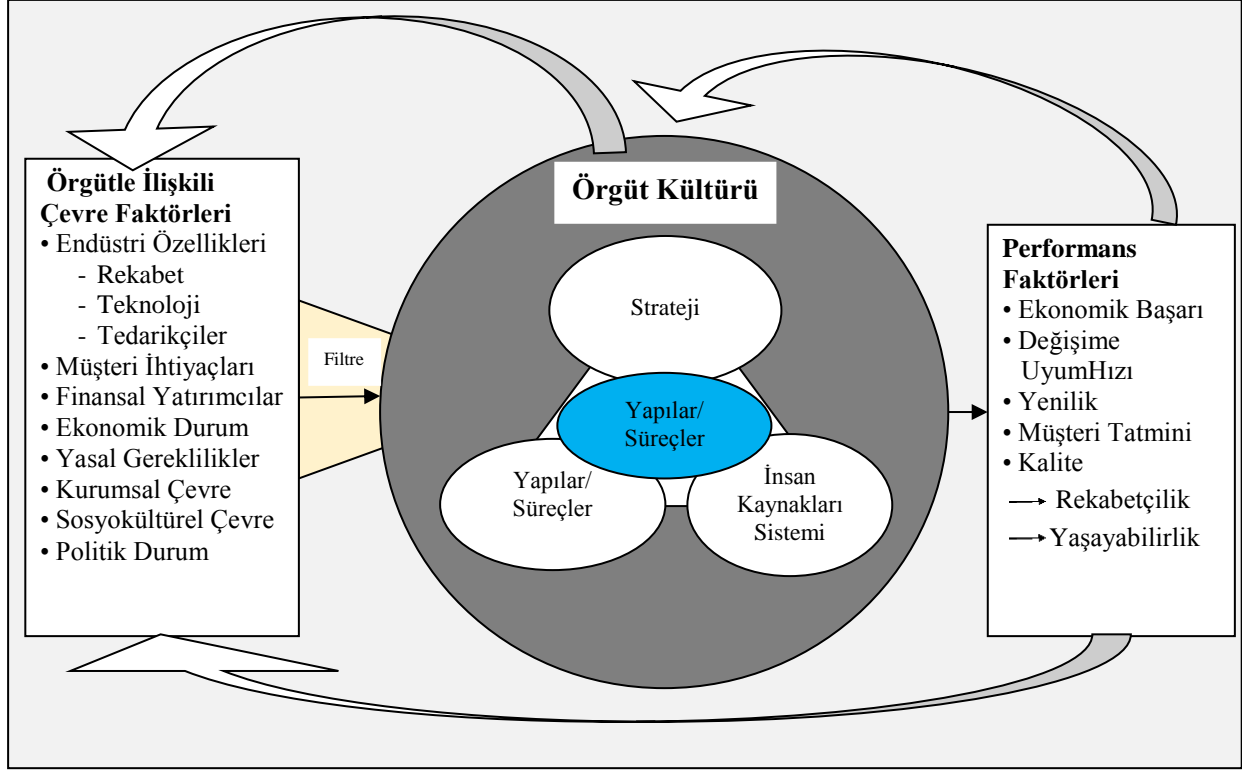 Örgütle İlişkili
Çevre Faktörleri
• Endüstri Özellikleri
- Rekabet
- Teknoloji
- Tedarikçiler
• Müşteri İhtiyaçları
• Finansal Yatırımcılar
• Ekonomik Durum
• Yasal Gereklilikler
• Kurumsal Çevre
• Sosyokültürel Çevre
• Politik Durum
Filtre
Örgüt Kültürü
Strateji
Yapılar/
Süreçler
Yapılar/
Süreçler
İnsan
Kaynakları
Sistemi
Performans
Faktörleri
• Ekonomik Başarı
• Değişime
UyumHızı
• Yenilik
• Müşteri Tatmini
• Kalite
Rekabetçilik
Yaşayabilirlik